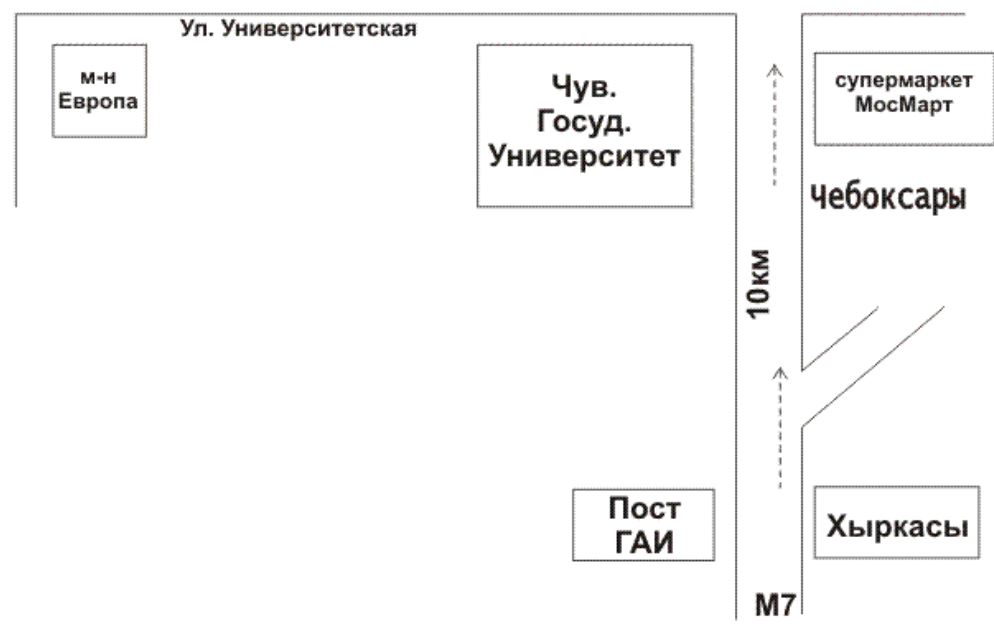 Ул. Университетская
м-н
Европа
Чув.
Госуд.
Университет
супермаркет
МосМарт
Чебоксары
10км
Пост
ГАИ
Хыркасы
М7